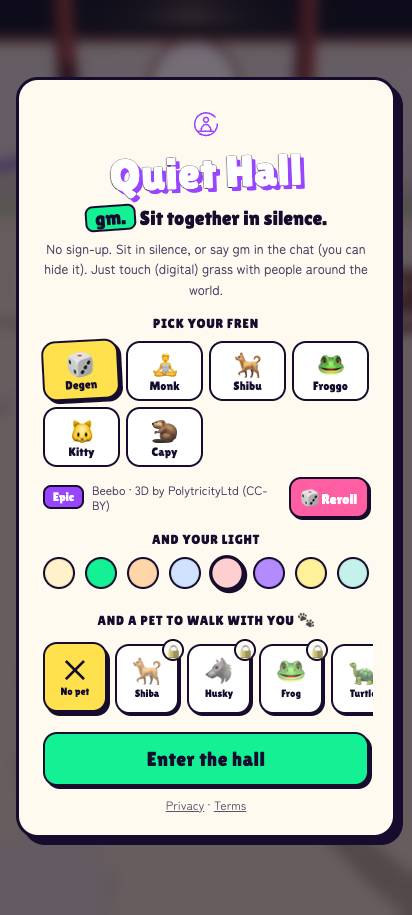 Quiet Hall
gm. Sit together in silence.
No sign-up. Sit in silence, or say gm in the chat (you can
hide it). Just touch (digital) grass with people around the
world.
PICK YOUR FREN
Degen Monk Shibu Froggo
Kitty Capy
Epic Beebo · 3D by PolytricityLtd (CC-
BY) Reroll
AND YOUR LIGHT
AND A PET TO WALK WITH YOU
No pet Shiba Husky Frog Turtle
Enter the hall
Privacy · Terms